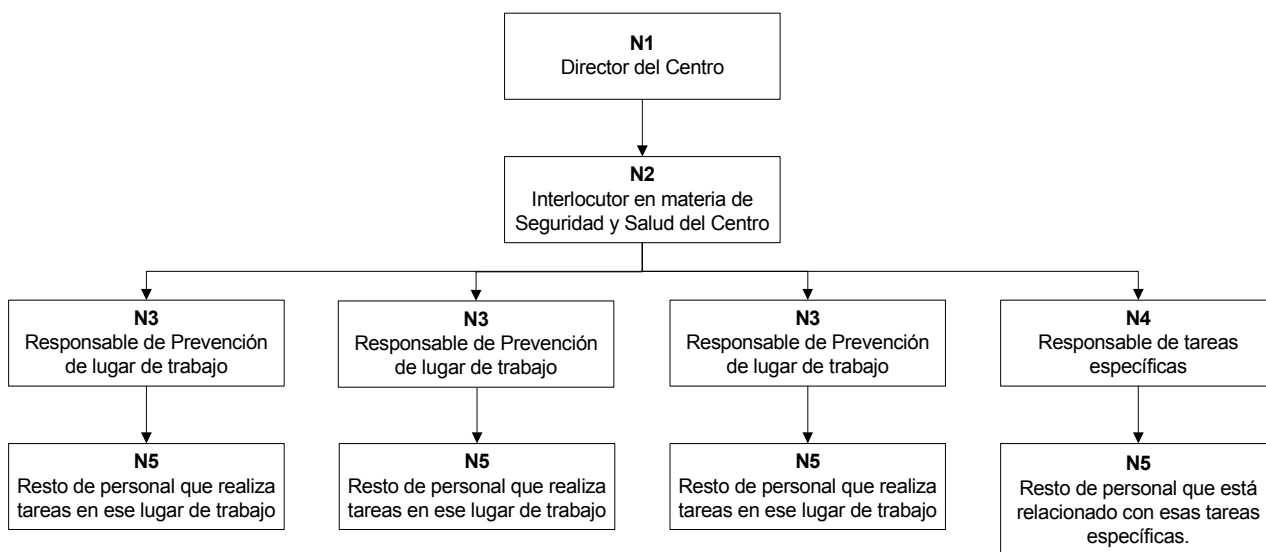 N1
Director del Centro
N2
Interlocutor en materia de
Seguridad y Salud del Centro
N3
Responsable de Prevención
de lugar de trabajo
N3
Responsable de Prevención
de lugar de trabajo
N3
Responsable de Prevención
de lugar de trabajo
N4
Responsable de tareas
específicas
N5
Resto de personal que realiza
tareas en ese lugar de trabajo
N5
Resto de personal que realiza
tareas en ese lugar de trabajo
N5
Resto de personal que realiza
tareas en ese lugar de trabajo
N5
Resto de personal que está
relacionado con esas tareas
específicas.